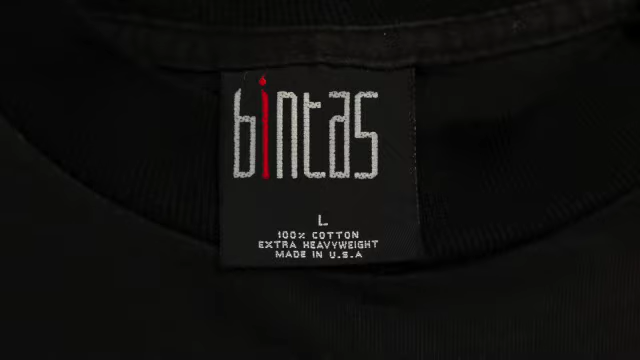 bintas
L
100% COTTON
EXTRA HEAVYWEIGHT
MADE IN U.S.A